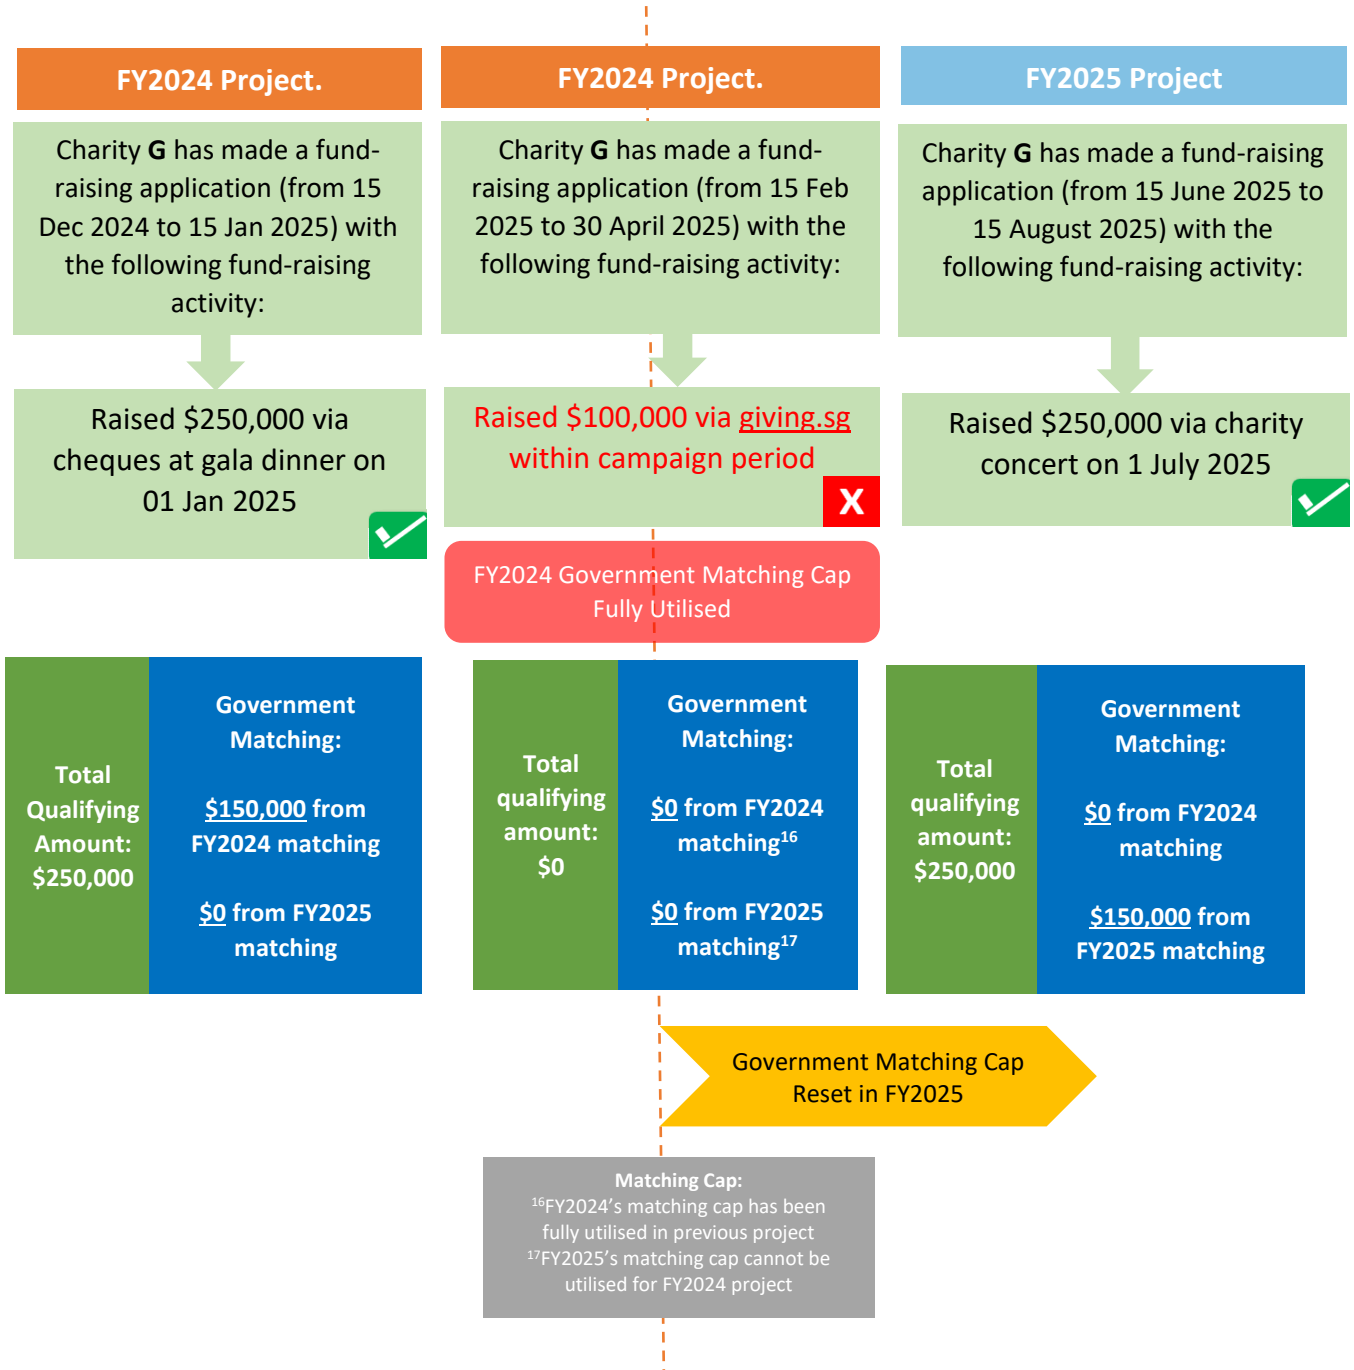 FY2024 Project.
Charity G has made a fund-
raising application (from 15
Dec 2024 to 15 Jan 2025) with
the following fund-raising
activity:
Raised $250,000 via
cheques at gala dinner on
01 Jan 2025
Total
Qualifying
Amount:
$250,000
Government
Matching:
$150,000 from
FY2024 matching
$0 from FY2025
matching
FY2024 Project.
Charity G has made a fund-
raising application (from 15 Feb
2025 to 30 April 2025) with the
following fund-raising activity:
Raised $100,000 via giving.sg
within campaign period
X
FY2024 Government Matching Cap
Fully Utilised
Total
qualifying
amount:
$0
Government
Matching:
$0 from FY2024
matching16
$0 from FY2025
matching17
FY2025 Project
Charity G has made a fund-raising
application (from 15 June 2025 to
15 August 2025) with the
following fund-raising activity:
Raised $250,000 via charity
concert on 1 July 2025
Total
qualifying
amount:
$250,000
Government
Matching:
$0 from FY2024
matching
$150,000 from
FY2025 matching
Government Matching Cap
Reset in FY2025
Matching Cap:
16FY2024’s matching cap has been
fully utilised in previous project
17FY2025’s matching cap cannot be
utilised for FY2024 project